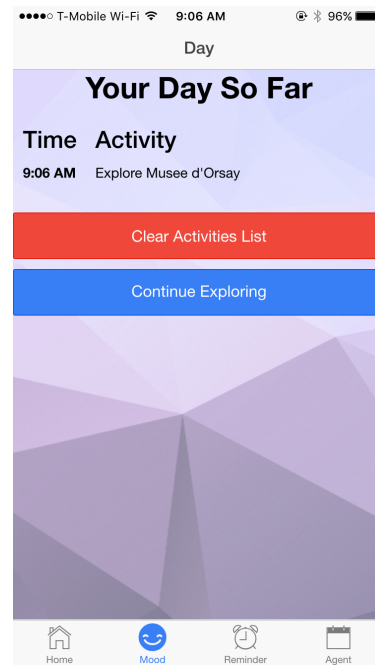 T-Mobile Wi-Fi 9:06 AM 96%
Day
Your Day So Far
Time Activity
9:06 AM Explore Musee d'Orsay
Clear Activities List
Continue Exploring
Home Mood Reminder Agent